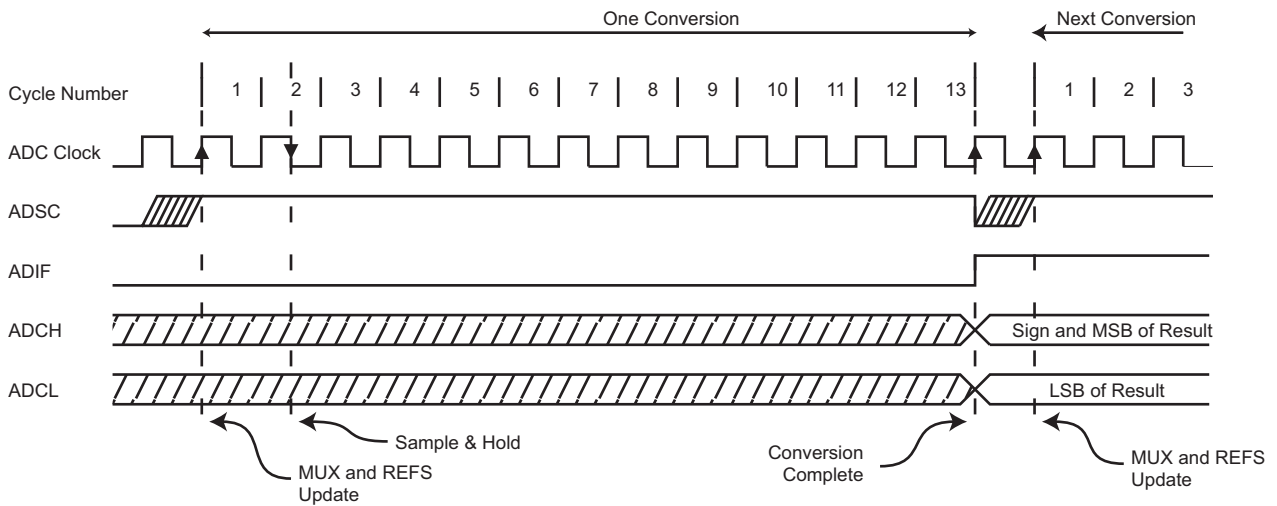 One Conversion
Next Conversion
Cycle Number
1 2 3 4 5 6 7 8 9 10 11 12 13 1 2 3
ADC Clock
ADSC
ADIF
ADCH
Sign and MSB of Result
ADCL
LSB of Result
Sample & Hold
MUX and REFS
Update
Conversion
Complete
MUX and REFS
Update